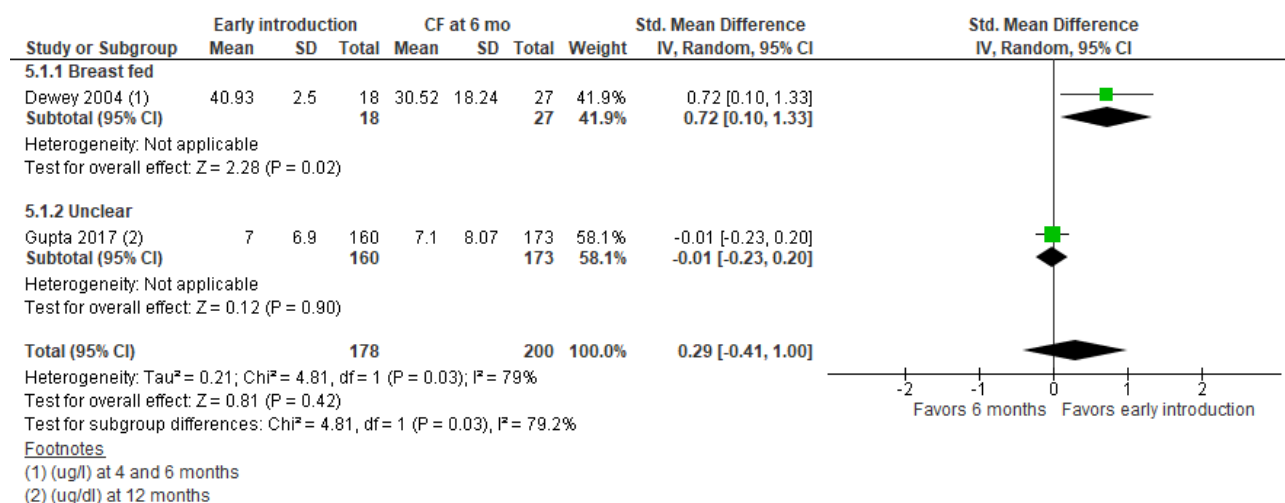 Early introduction CF at 6 mo Std. Mean Difference Std. Mean Difference
Study or Subgroup Mean SD Total Mean SD Total Weight IV, Random, 95% CI IV, Random, 95% CI
5.1.1 Breast fed
Dewey 2004 (1) 40.93 2.5 18 30.52 18.24 27 41.9% 0.72 [0.10, 1.33]
Subtotal (95% CI) 18 27 41.9% 0.72 [0.10, 1.33]
Heterogeneity: Not applicable
Test for overall effect: Z = 2.28 (P = 0.02)
5.1.2 Unclear
Gupta 2017 (2) 7 6.9 160 7.1 8.07 173 58.1% -0.01 [-0.23, 0.20]
Subtotal (95% CI) 160 173 58.1% -0.01 [-0.23, 0.20]
Heterogeneity: Not applicable
Test for overall effect: Z = 0.12 (P = 0.90)
Total (95% CI) 178 200 100.0% 0.29 [-0.41, 1.00]
Heterogeneity: Tau² = 0.21; Chi² = 4.81, df = 1 (P = 0.03); I² = 79%
Test for overall effect: Z = 0.81 (P = 0.42)
Test for subgroup differences: Chi² = 4.81, df = 1 (P = 0.03), I² = 79.2%
-2 -1 0 1 2
Favors 6 months Favors early introduction
Footnotes
(1) (ug/l) at 4 and 6 months
(2) (ug/dl) at 12 months